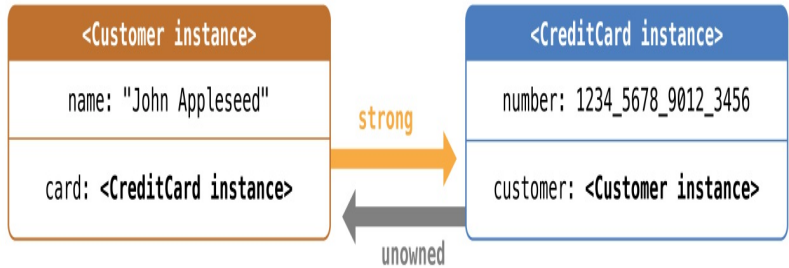 <Customer instance>
name: "John Appleseed"
card: <CreditCard instance>
strong
unowned
<CreditCard instance>
number: 1234_5678_9012_3456
customer: <Customer instance>